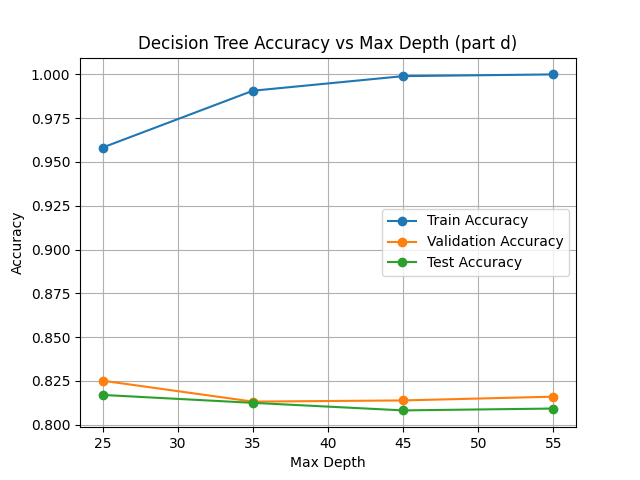 Decision Tree Accuracy vs Max Depth (part d)
1.000
0.975
0.950
0.925
0.900
0.875
0.850
0.825
0.800
Accuracy
Train Accuracy
Validation Accuracy
Test Accuracy
25 30 35 40 45 50 55
Max Depth